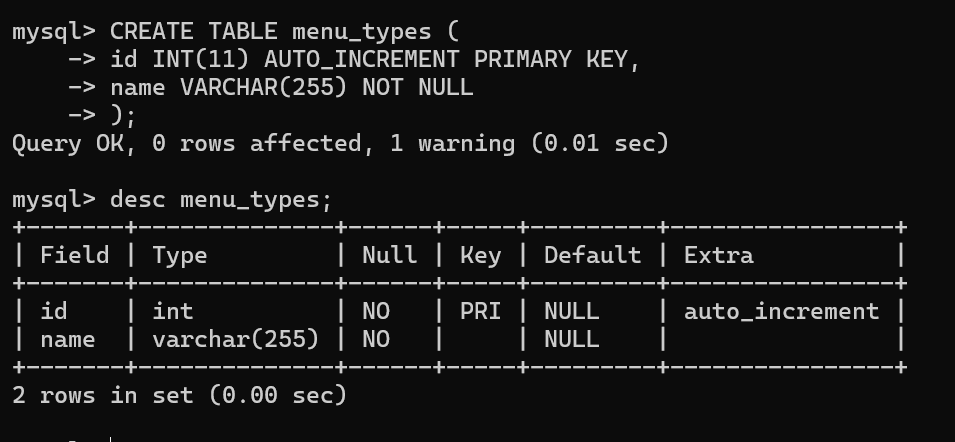 mysql> CREATE TABLE menu_types (
    -> id INT(11) AUTO_INCREMENT PRIMARY KEY,
    -> name VARCHAR(255) NOT NULL
    -> );
Query OK, 0 rows affected, 1 warning (0.01 sec)

mysql> desc menu_types;
+-------+--------------+------+-----+---------+----------------+
| Field | Type         | Null | Key | Default | Extra          |
+-------+--------------+------+-----+---------+----------------+
| id    | int          | NO   | PRI | NULL    | auto_increment |
| name  | varchar(255) | NO   |     | NULL    |                |
+-------+--------------+------+-----+---------+----------------+
2 rows in set (0.00 sec)